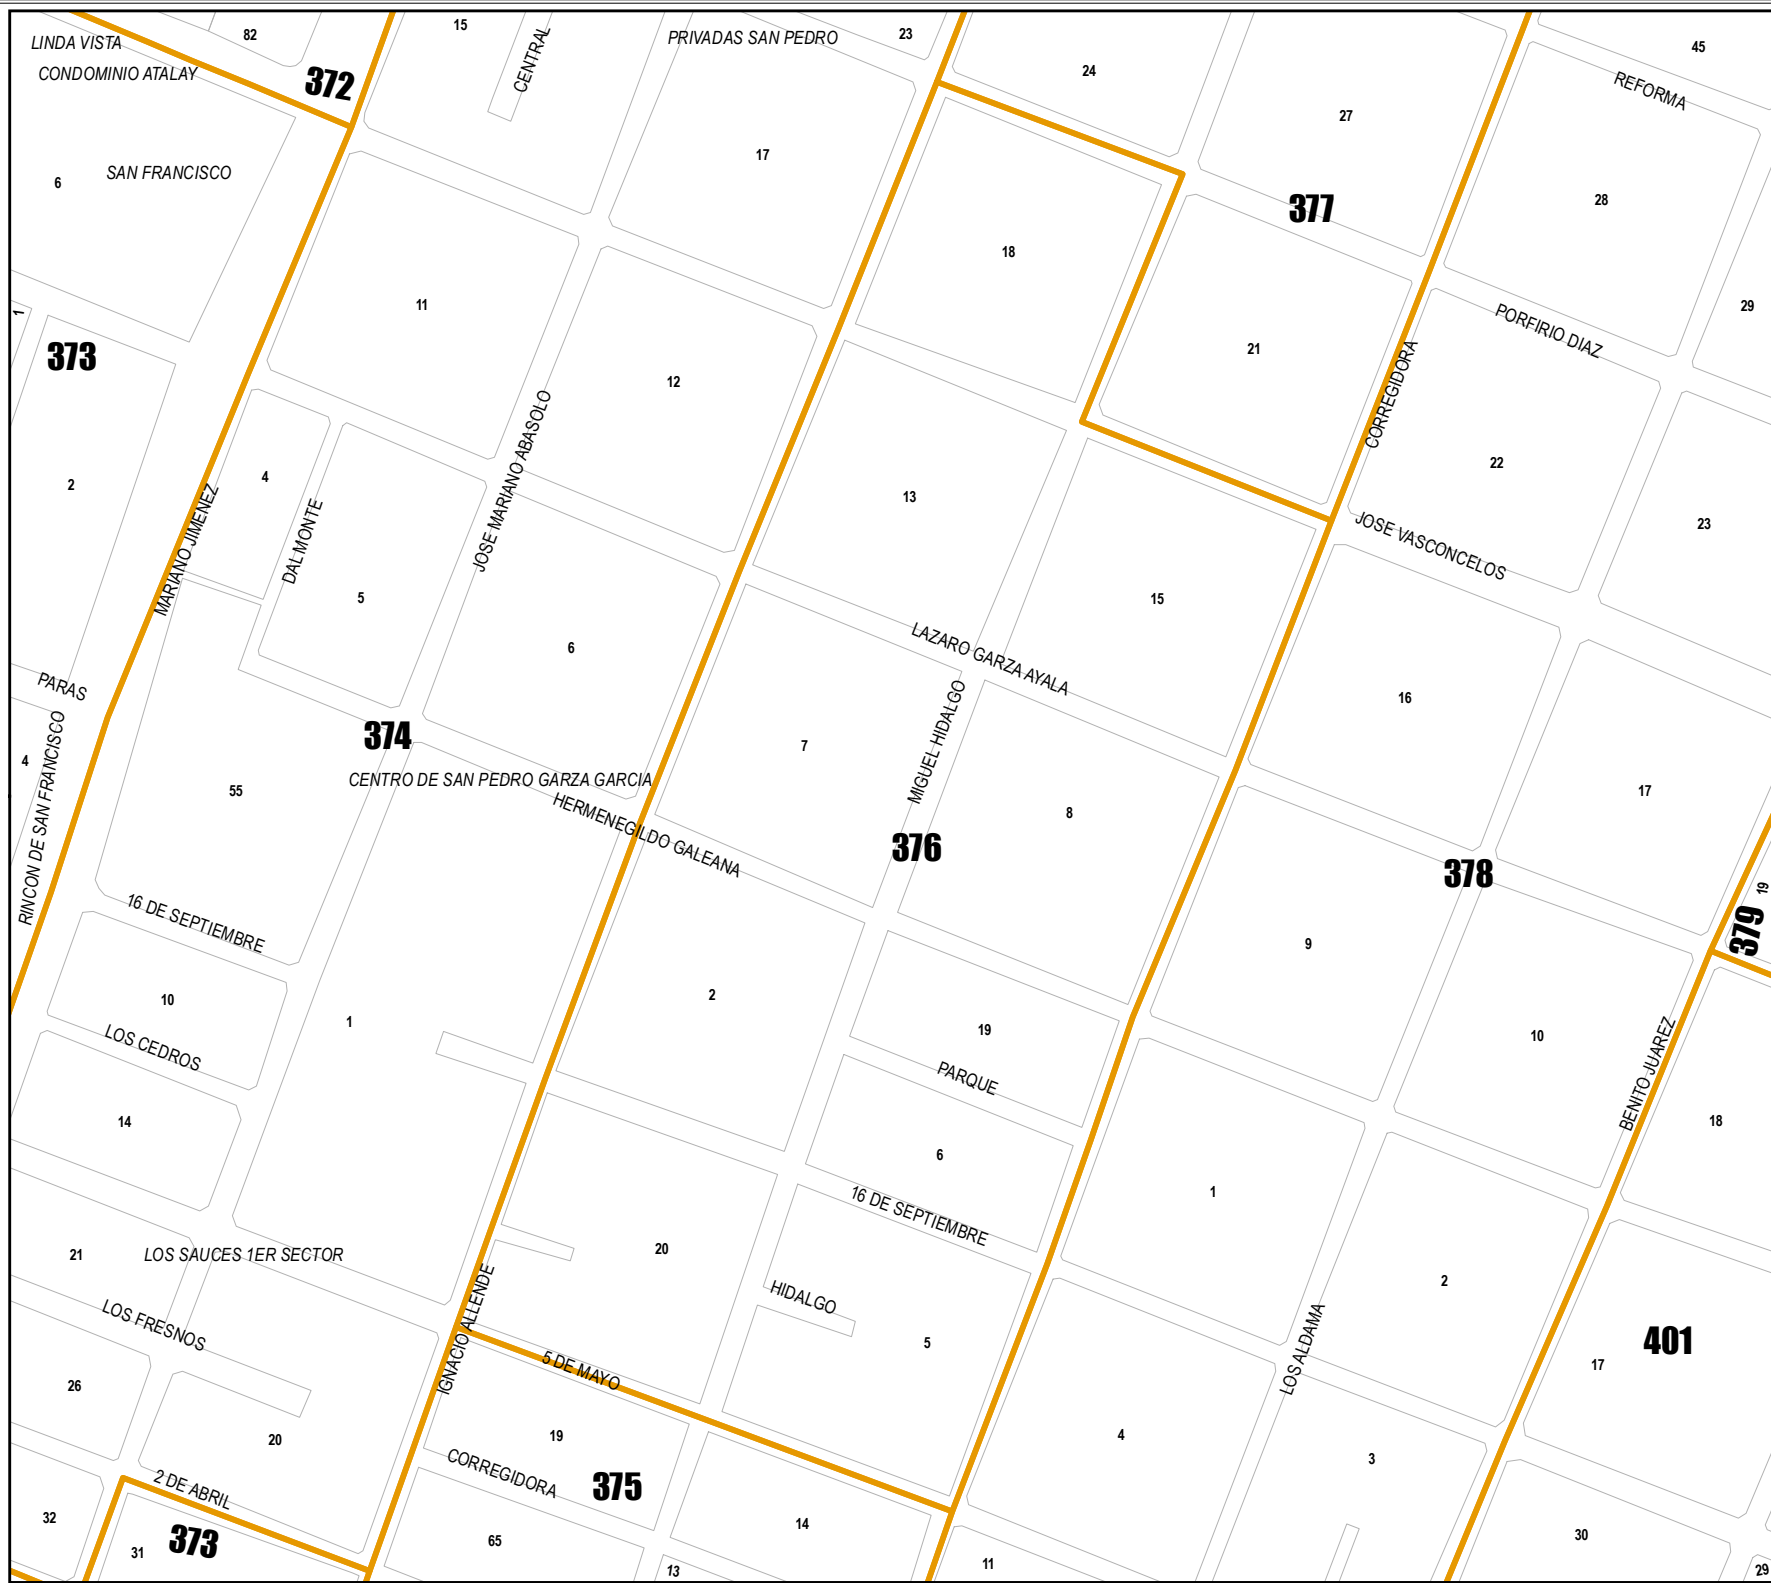 15
23
82
PRIVADAS SAN PEDRO
LINDA VISTA
45
CENTRAL
CONDOMINIO ATALAY
24
372
REFORMA
27
17
SAN FRANCISCO
6
28
377
18
11
1
29
PORFIRIO DIAZ
373
21
12
CORREGIDORA
JOSE MARIANO ABASOLO
22
4
2
13
23
JOSE VASCONCELOS
DAL MONTE
MARIANO JIMENEZ
5
15
6
LAZARO GARZA AYALA
PARAS
16
374
MIGUEL HIDALGO
7
4
CENTRO DE SAN PEDRO GARZA GARCIA
55
17
RINCON DE SAN FRANCISCO
8
HERMENEGILDO GALEANA
376
378
19
379
16 DE SEPTIEMBRE
9
2
10
1
19
10
LOS CEDROS
BENITO JUAREZ
PARQUE
14
18
6
1
16 DE SEPTIEMBRE
20
21
LOS SAUCES 1ER SECTOR
2
HIDALGO
LOS FRESNOS
IGNACIO ALLENDE
5
401
LOS ALDAMA
17
5 DE MAYO
26
4
19
20
3
CORREGIDORA
375
2 DE ABRIL
32
14
30
373
65
31
11
13
29